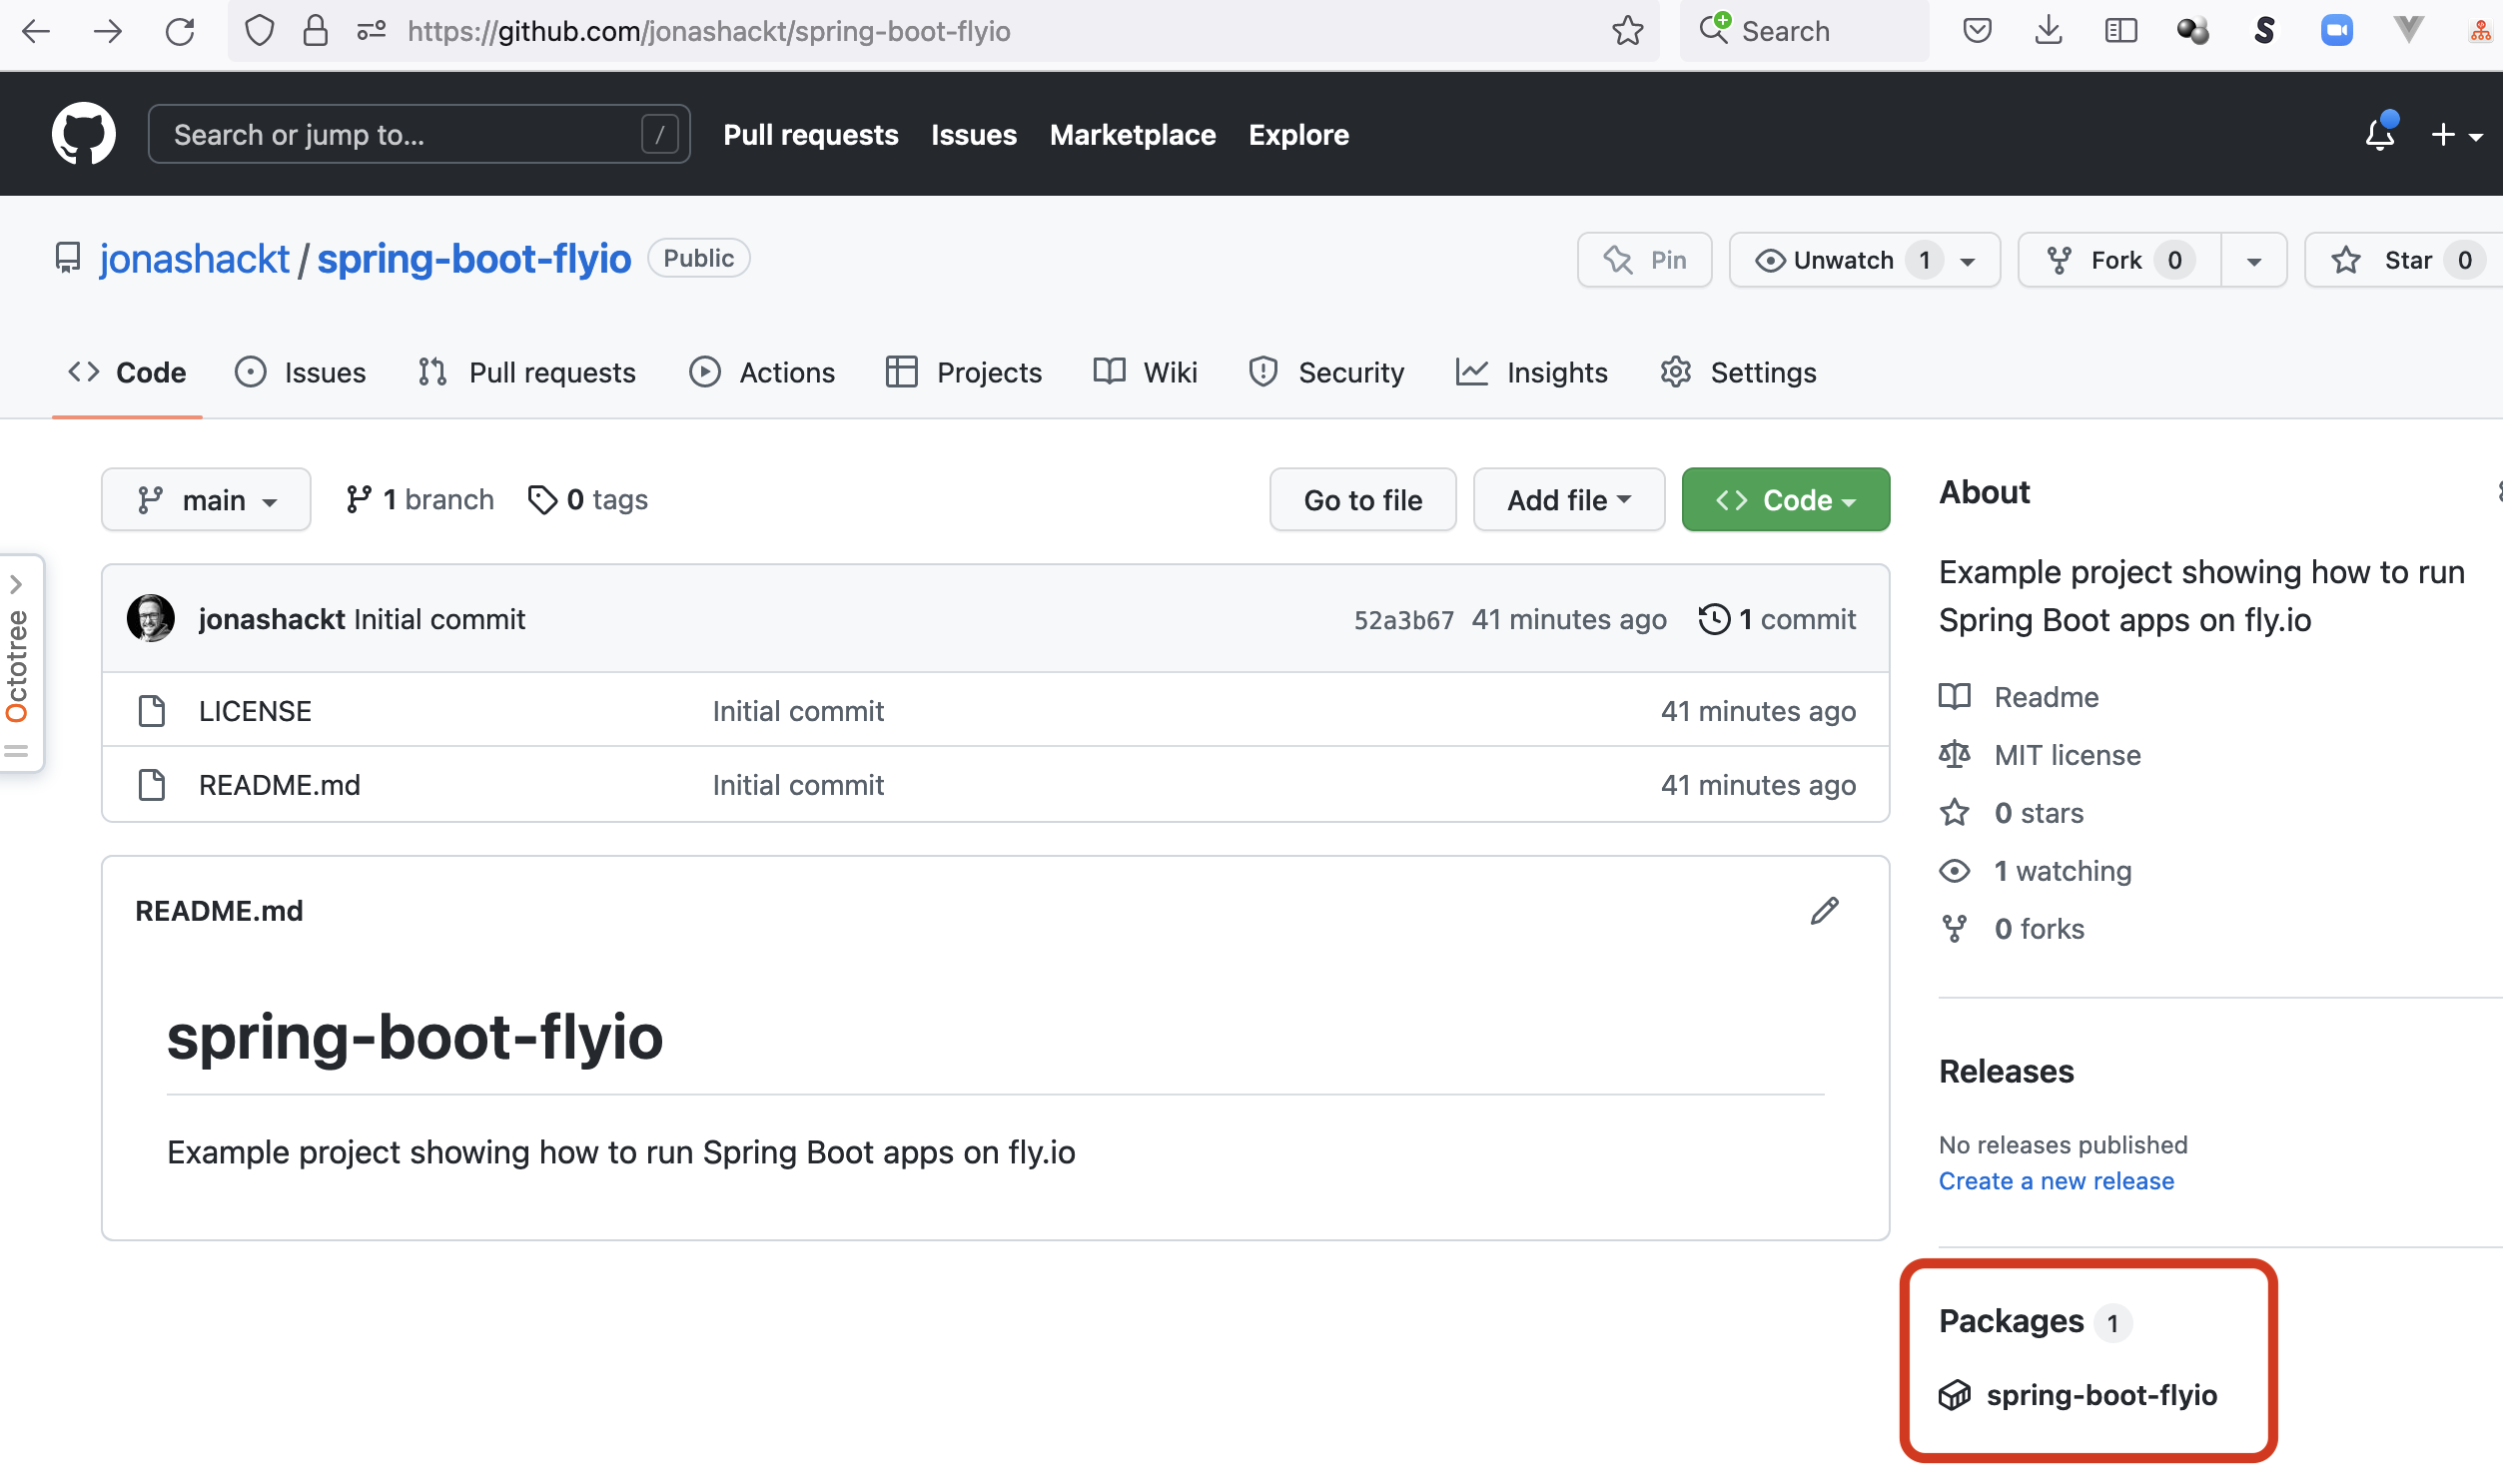 https://github.com/jonashackt/spring-boot-flyio
Search
Search or jump to...
/
Pull requests
Issues
Marketplace
Explore
jonashackt / spring-boot-flyio
Public
Pin
Unwatch 1
Fork 0
Star 0
Code
Issues
Pull requests
Actions
Projects
Wiki
Security
Insights
Settings
main
1 branch
0 tags
Go to file
Add file
Code
About
Example project showing how to run
Spring Boot apps on fly.io
Octotree
jonashackt Initial commit
52a3b67 41 minutes ago
1 commit
LICENSE
Initial commit
41 minutes ago
README.md
Initial commit
41 minutes ago
Readme
MIT license
0 stars
1 watching
0 forks
README.md
spring-boot-flyio
Example project showing how to run Spring Boot apps on fly.io
Releases
No releases published
Create a new release
Packages 1
spring-boot-flyio